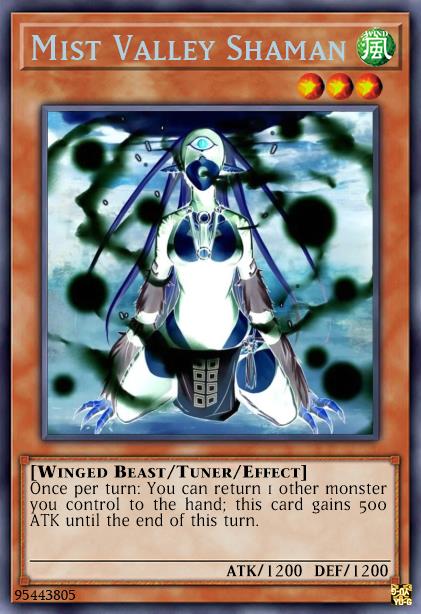 Mist Valley Shaman
WIND
風
[Winged Beast/Tuner/Effect]
Once per turn: You can return 1 other monster
you control to the hand; this card gains 500
ATK until the end of this turn.
ATK/1200 DEF/1200
95443805